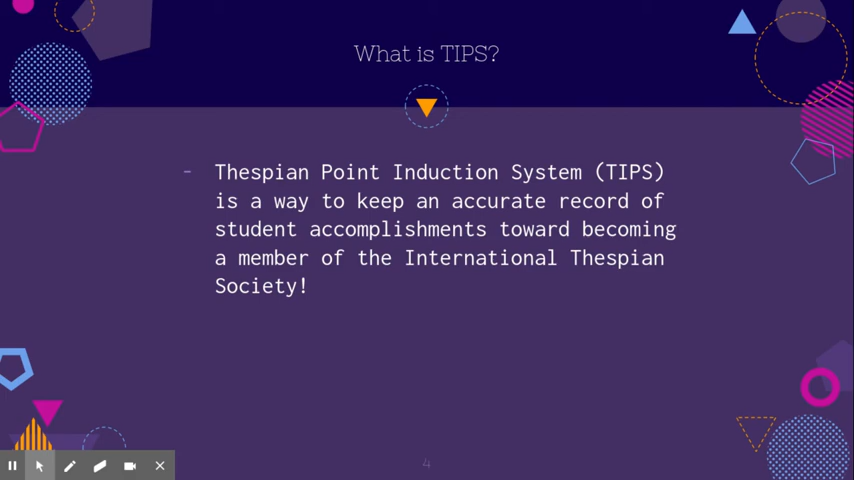 What is TIPS?
- Thespian Point Induction System (TIPS)
is a way to keep an accurate record of
student accomplishments toward becoming
a member of the International Thespian
Society!
4